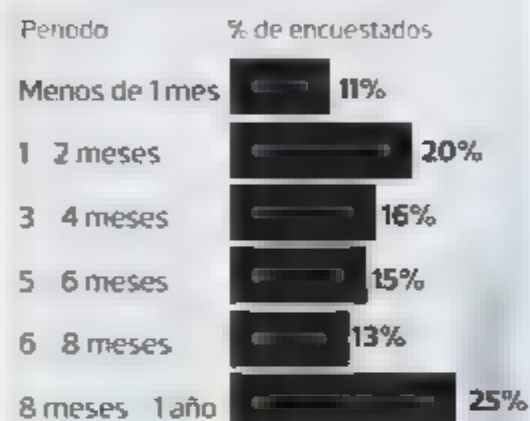 Periodo % de encuestados
Menos de 1 mes 11%
1 2 meses 20%
3 4 meses 16%
5 6 meses 15%
6 8 meses 13%
8 meses 1 año 25%